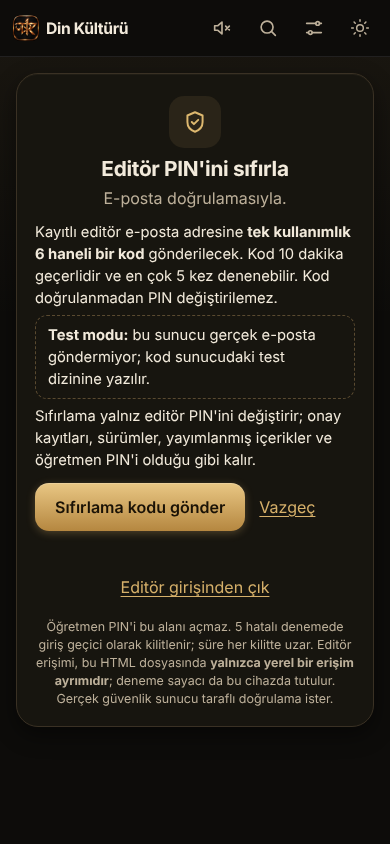 Din Kültürü
Editör PIN'ini sıfırla
E-posta doğrulamasıyla.
Kayıtlı editör e-posta adresine tek kullanımlık
6 haneli bir kod gönderilecek. Kod 10 dakika
geçerlidir ve en çok 5 kez denenebilir. Kod
doğrulanmadan PIN değiştirilemez.
Test modu: bu sunucu gerçek e-posta
göndermiyor; kod sunucudaki test
dizinine yazılır.
Sıfırlama yalnız editör PIN'ini değiştirir; onay
kayıtları, sürümler, yayımlanmış içerikler ve
öğretmen PIN'i olduğu gibi kalır.
Sıfırlama kodu gönder
Vazgeç
Editör girişinden çık
Öğretmen PIN'i bu alanı açmaz. 5 hatalı denemede
giriş geçici olarak kilitlenir; süre her kilitte uzar. Editör
erişimi, bu HTML dosyasında yalnızca yerel bir erişim
ayrımıdır; deneme sayacı da bu cihazda tutulur.
Gerçek güvenlik sunucu taraflı doğrulama ister.